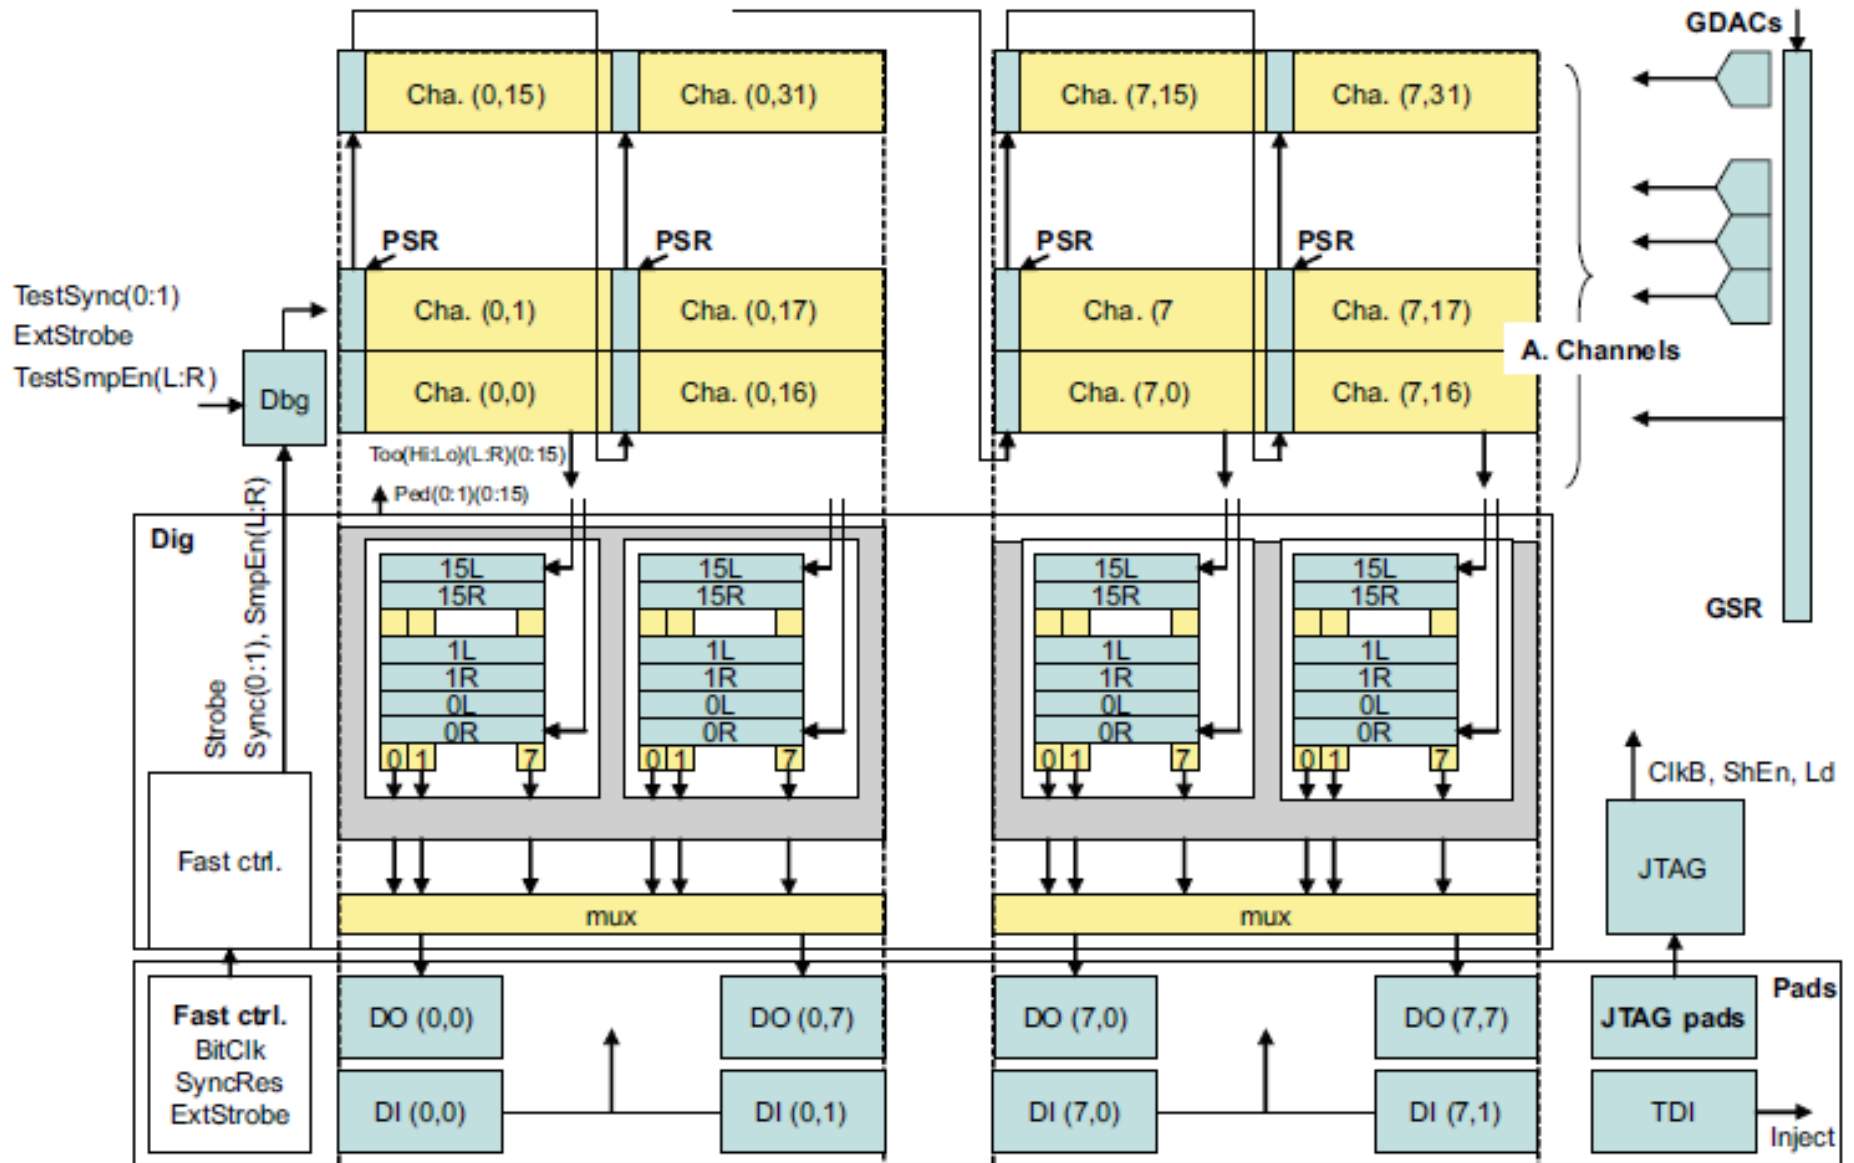 GDACs
Cha. (0,15)
Cha. (0,31)
Cha. (7,15)
Cha. (7,31)
PSR
PSR
PSR
PSR
TestSync(0:1)
ExtStrobe
TestSmpEn(L:R)
Dbg
Cha. (0,1)
Cha. (0,17)
Cha. (7
Cha. (7,17)
Cha. (0,0)
Cha. (0,16)
Cha. (7,0)
Cha. (7,16)
A. Channels
Too(Hi:Lo)(L:R)(0:15)
Ped(0:1)(0:15)
Dig
Strobe
Sync(0:1), SmpEn(L:R)
15L
15R
1L
1R
0L
0R
0 1 7
15L
15R
1L
1R
0L
0R
0 1 7
15L
15R
1L
1R
0L
0R
0 1 7
15L
15R
1L
1R
0L
0R
0 1 7
GSR
ClkB, ShEn, Ld
JTAG
Fast ctrl.
mux
mux
Pads
Fast ctrl.
BitClk
SyncRes
ExtStrobe
DO (0,0)
DO (0,7)
DO (7,0)
DO (7,7)
JTAG pads
DI (0,0)
DI (0,1)
DI (7,0)
DI (7,1)
TDI
Inject